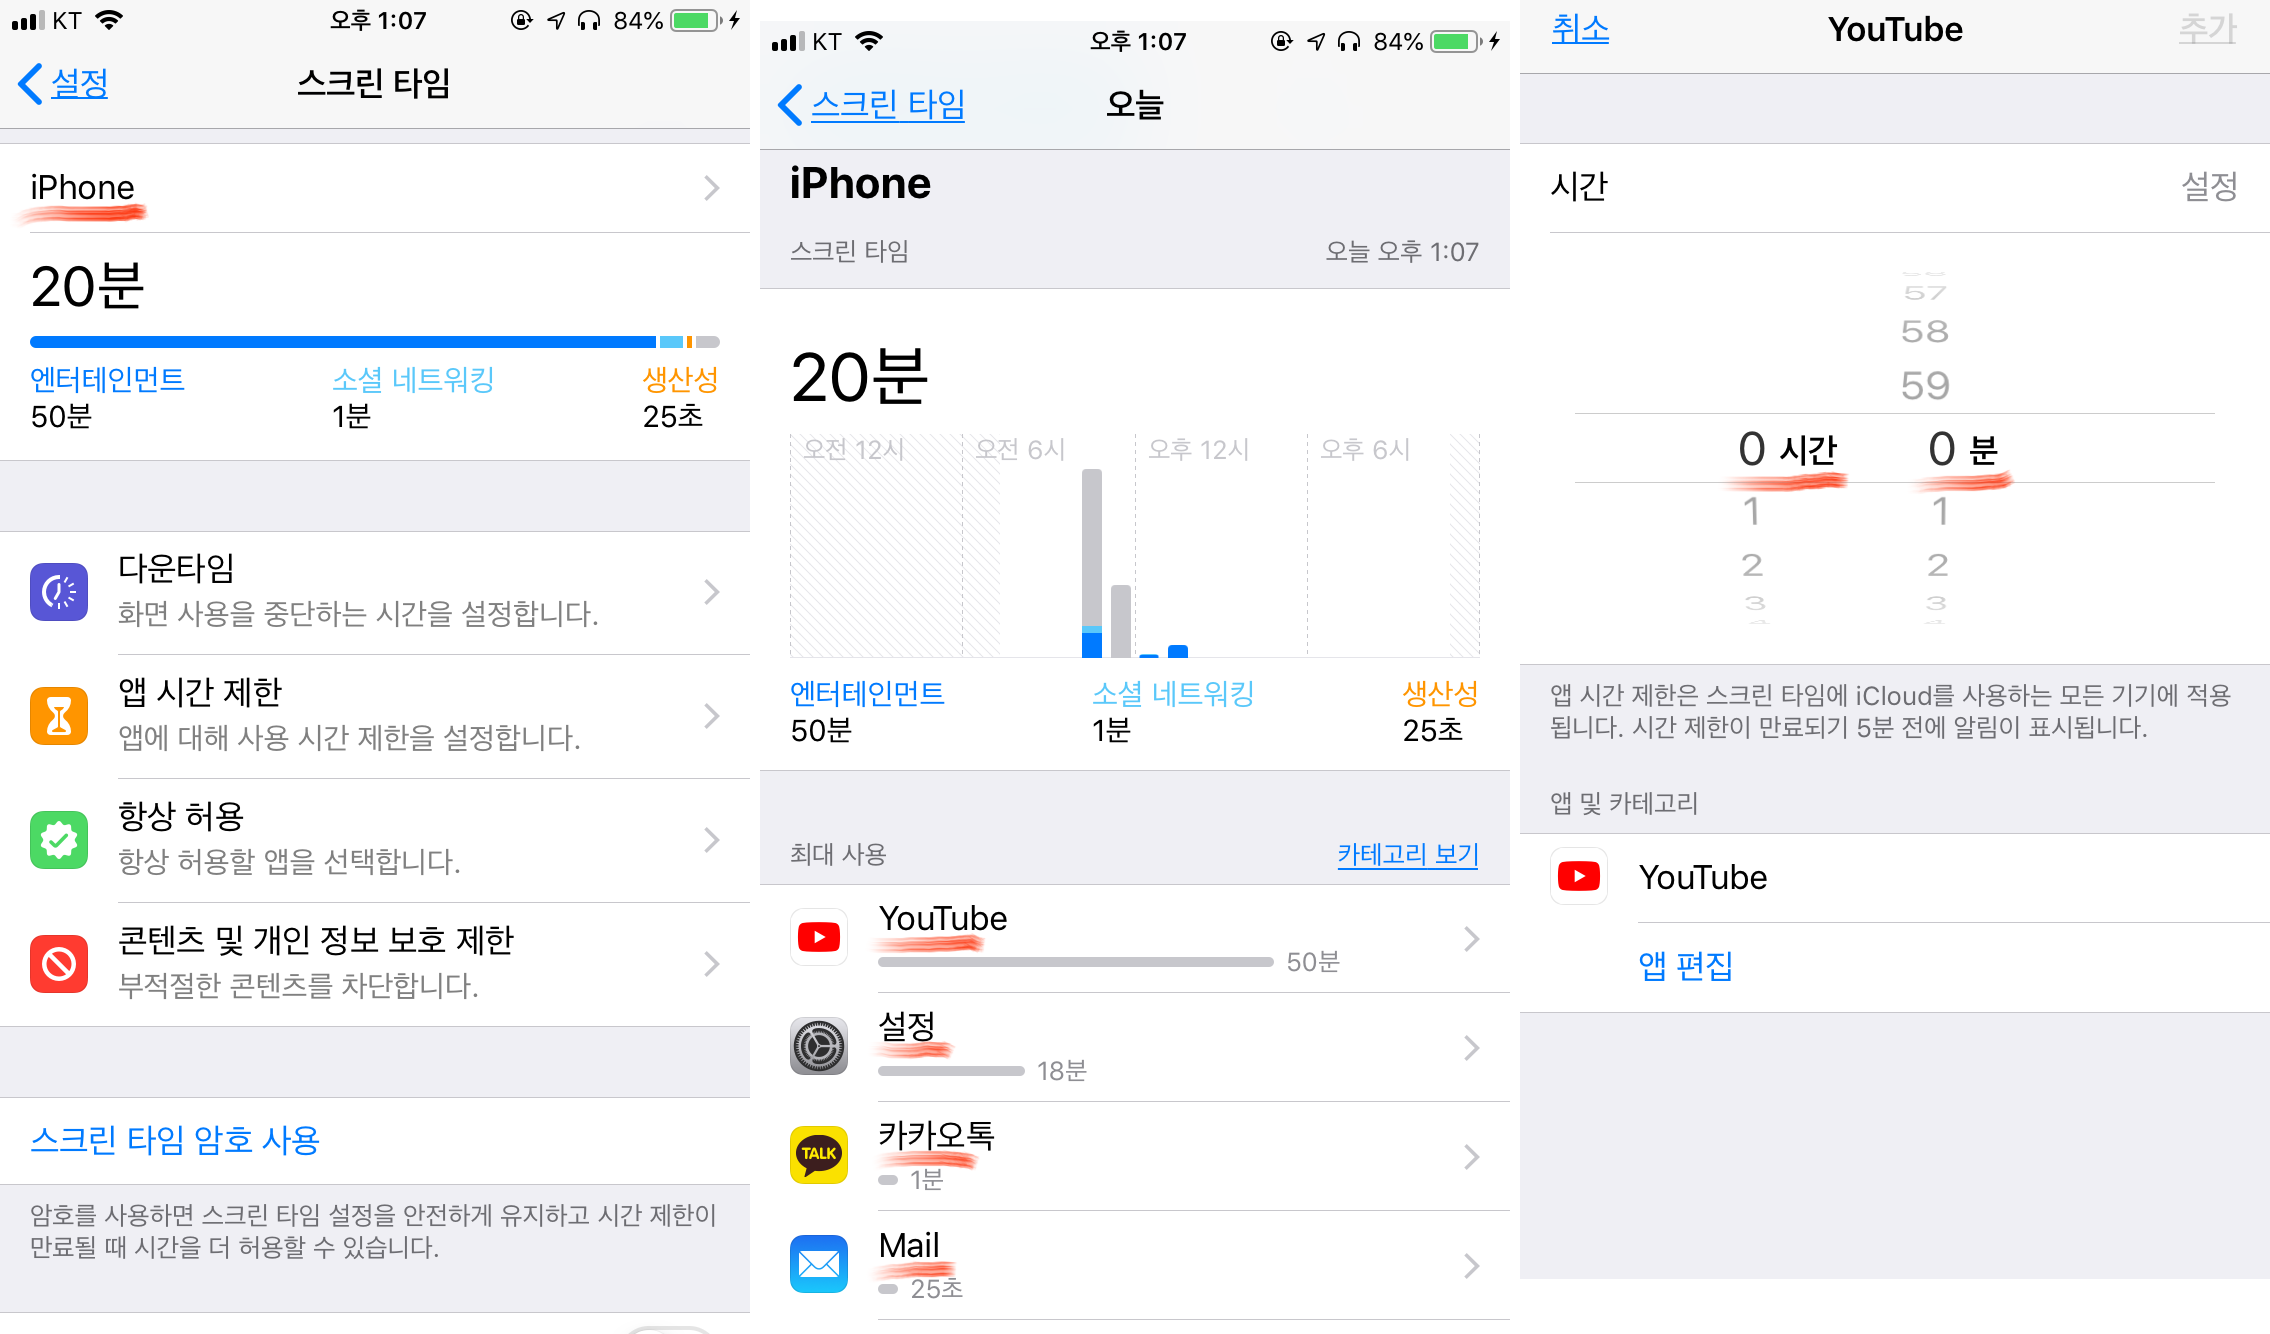 KT 오후 1:07 84%
설정 스크린 타임
iPhone
20분
엔터테인먼트 소셜 네트워킹 생산성
50분 1분 25초
다운타임
화면 사용을 중단하는 시간을 설정합니다.
앱 시간 제한
앱에 대해 사용 시간 제한을 설정합니다.
항상 허용
항상 허용할 앱을 선택합니다.
콘텐츠 및 개인 정보 보호 제한
부적절한 콘텐츠를 차단합니다.
스크린 타임 암호 사용
암호를 사용하면 스크린 타임 설정을 안전하게 유지하고 시간 제한이
만료될 때 시간을 더 허용할 수 있습니다.
KT 오후 1:07 84%
스크린 타임 오늘
iPhone
스크린 타임 오늘 오후 1:07
20분
오전 12시 오전 6시 오후 12시 오후 6시
엔터테인먼트 소셜 네트워킹 생산성
50분 1분 25초
최대 사용 카테고리 보기
YouTube
50분
설정
18분
카카오톡
TALK
1분
Mail
25초
취소 YouTube 추가
시간 설정
57
58
59
0 시간 0 분
1 1
2 2
3 3
앱 시간 제한은 스크린 타임에 iCloud를 사용하는 모든 기기에 적용
됩니다. 시간 제한이 만료되기 5분 전에 알림이 표시됩니다.
앱 및 카테고리
YouTube
앱 편집